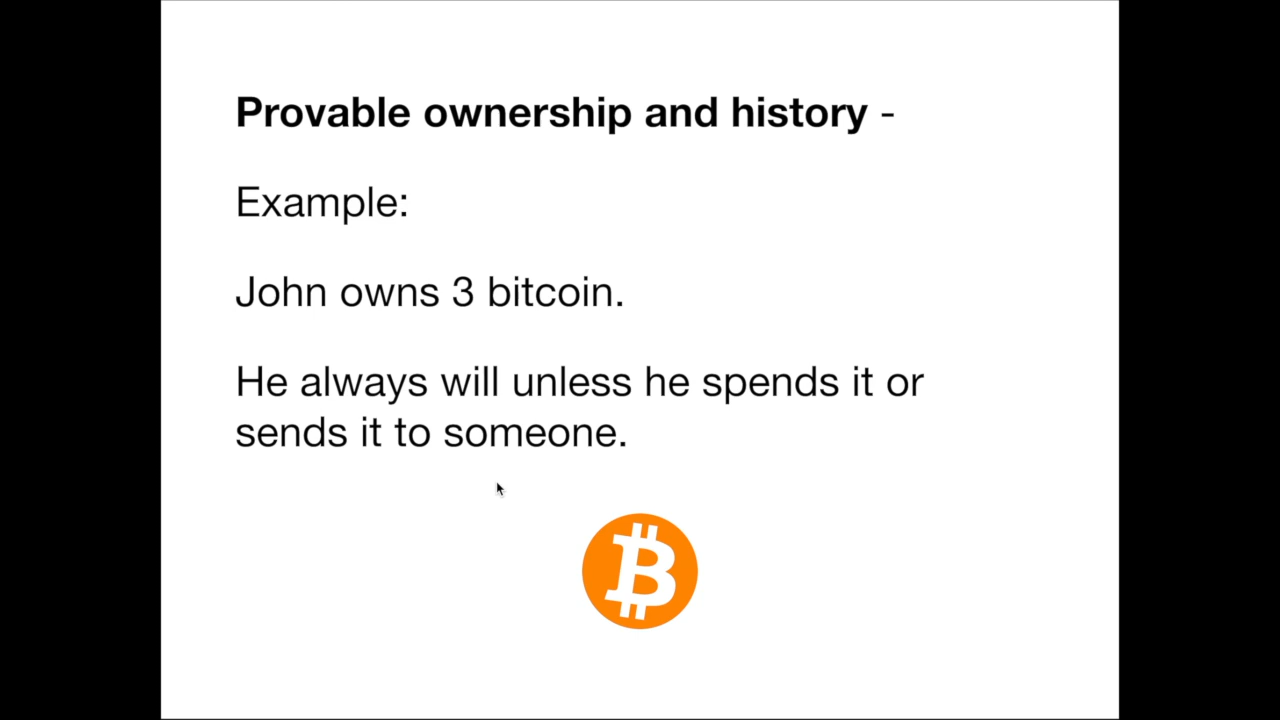 Provable ownership and history -
Example:
John owns 3 bitcoin.
He always will unless he spends it or
sends it to someone.